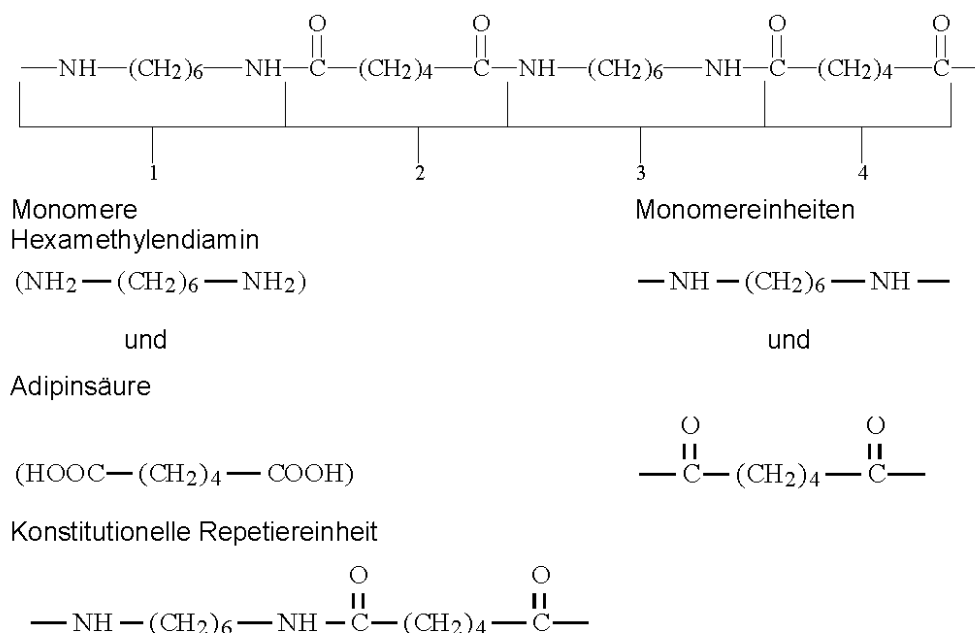 O O O O
—NH—(CH2)6—NH—C—(CH2)4—C—NH—(CH2)6—NH—C—(CH2)4—C—
1 2 3 4
Monomere Monomereinheiten
Hexamethylendiamin
(NH2—(CH2)6—NH2) —NH—(CH2)6—NH—
und und
Adipinsäure
O O
(HOOC—(CH2)4—COOH) —C—(CH2)4—C—
Konstitutionelle Repetiereinheit
O O
—NH—(CH2)6—NH—C—(CH2)4—C—